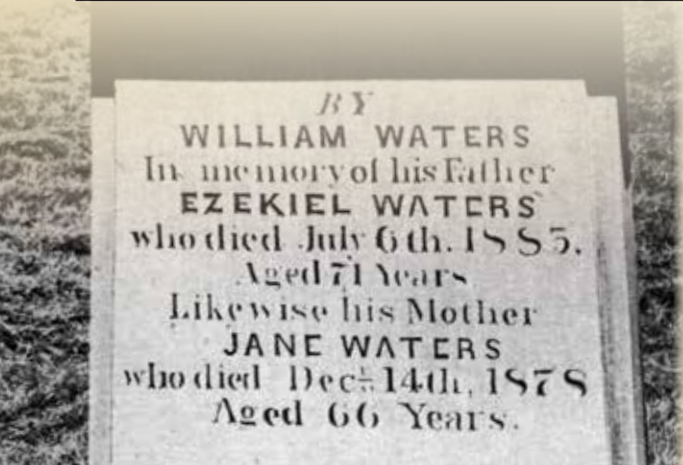 BY
WILLIAM WATERS
In memory of his Father
EZEKIEL WATERS
who died July 6th. 1885.
Aged 71 Years
Likewise his Mother
JANE WATERS
who died Decr. 14th, 1878
Aged 66 Years.